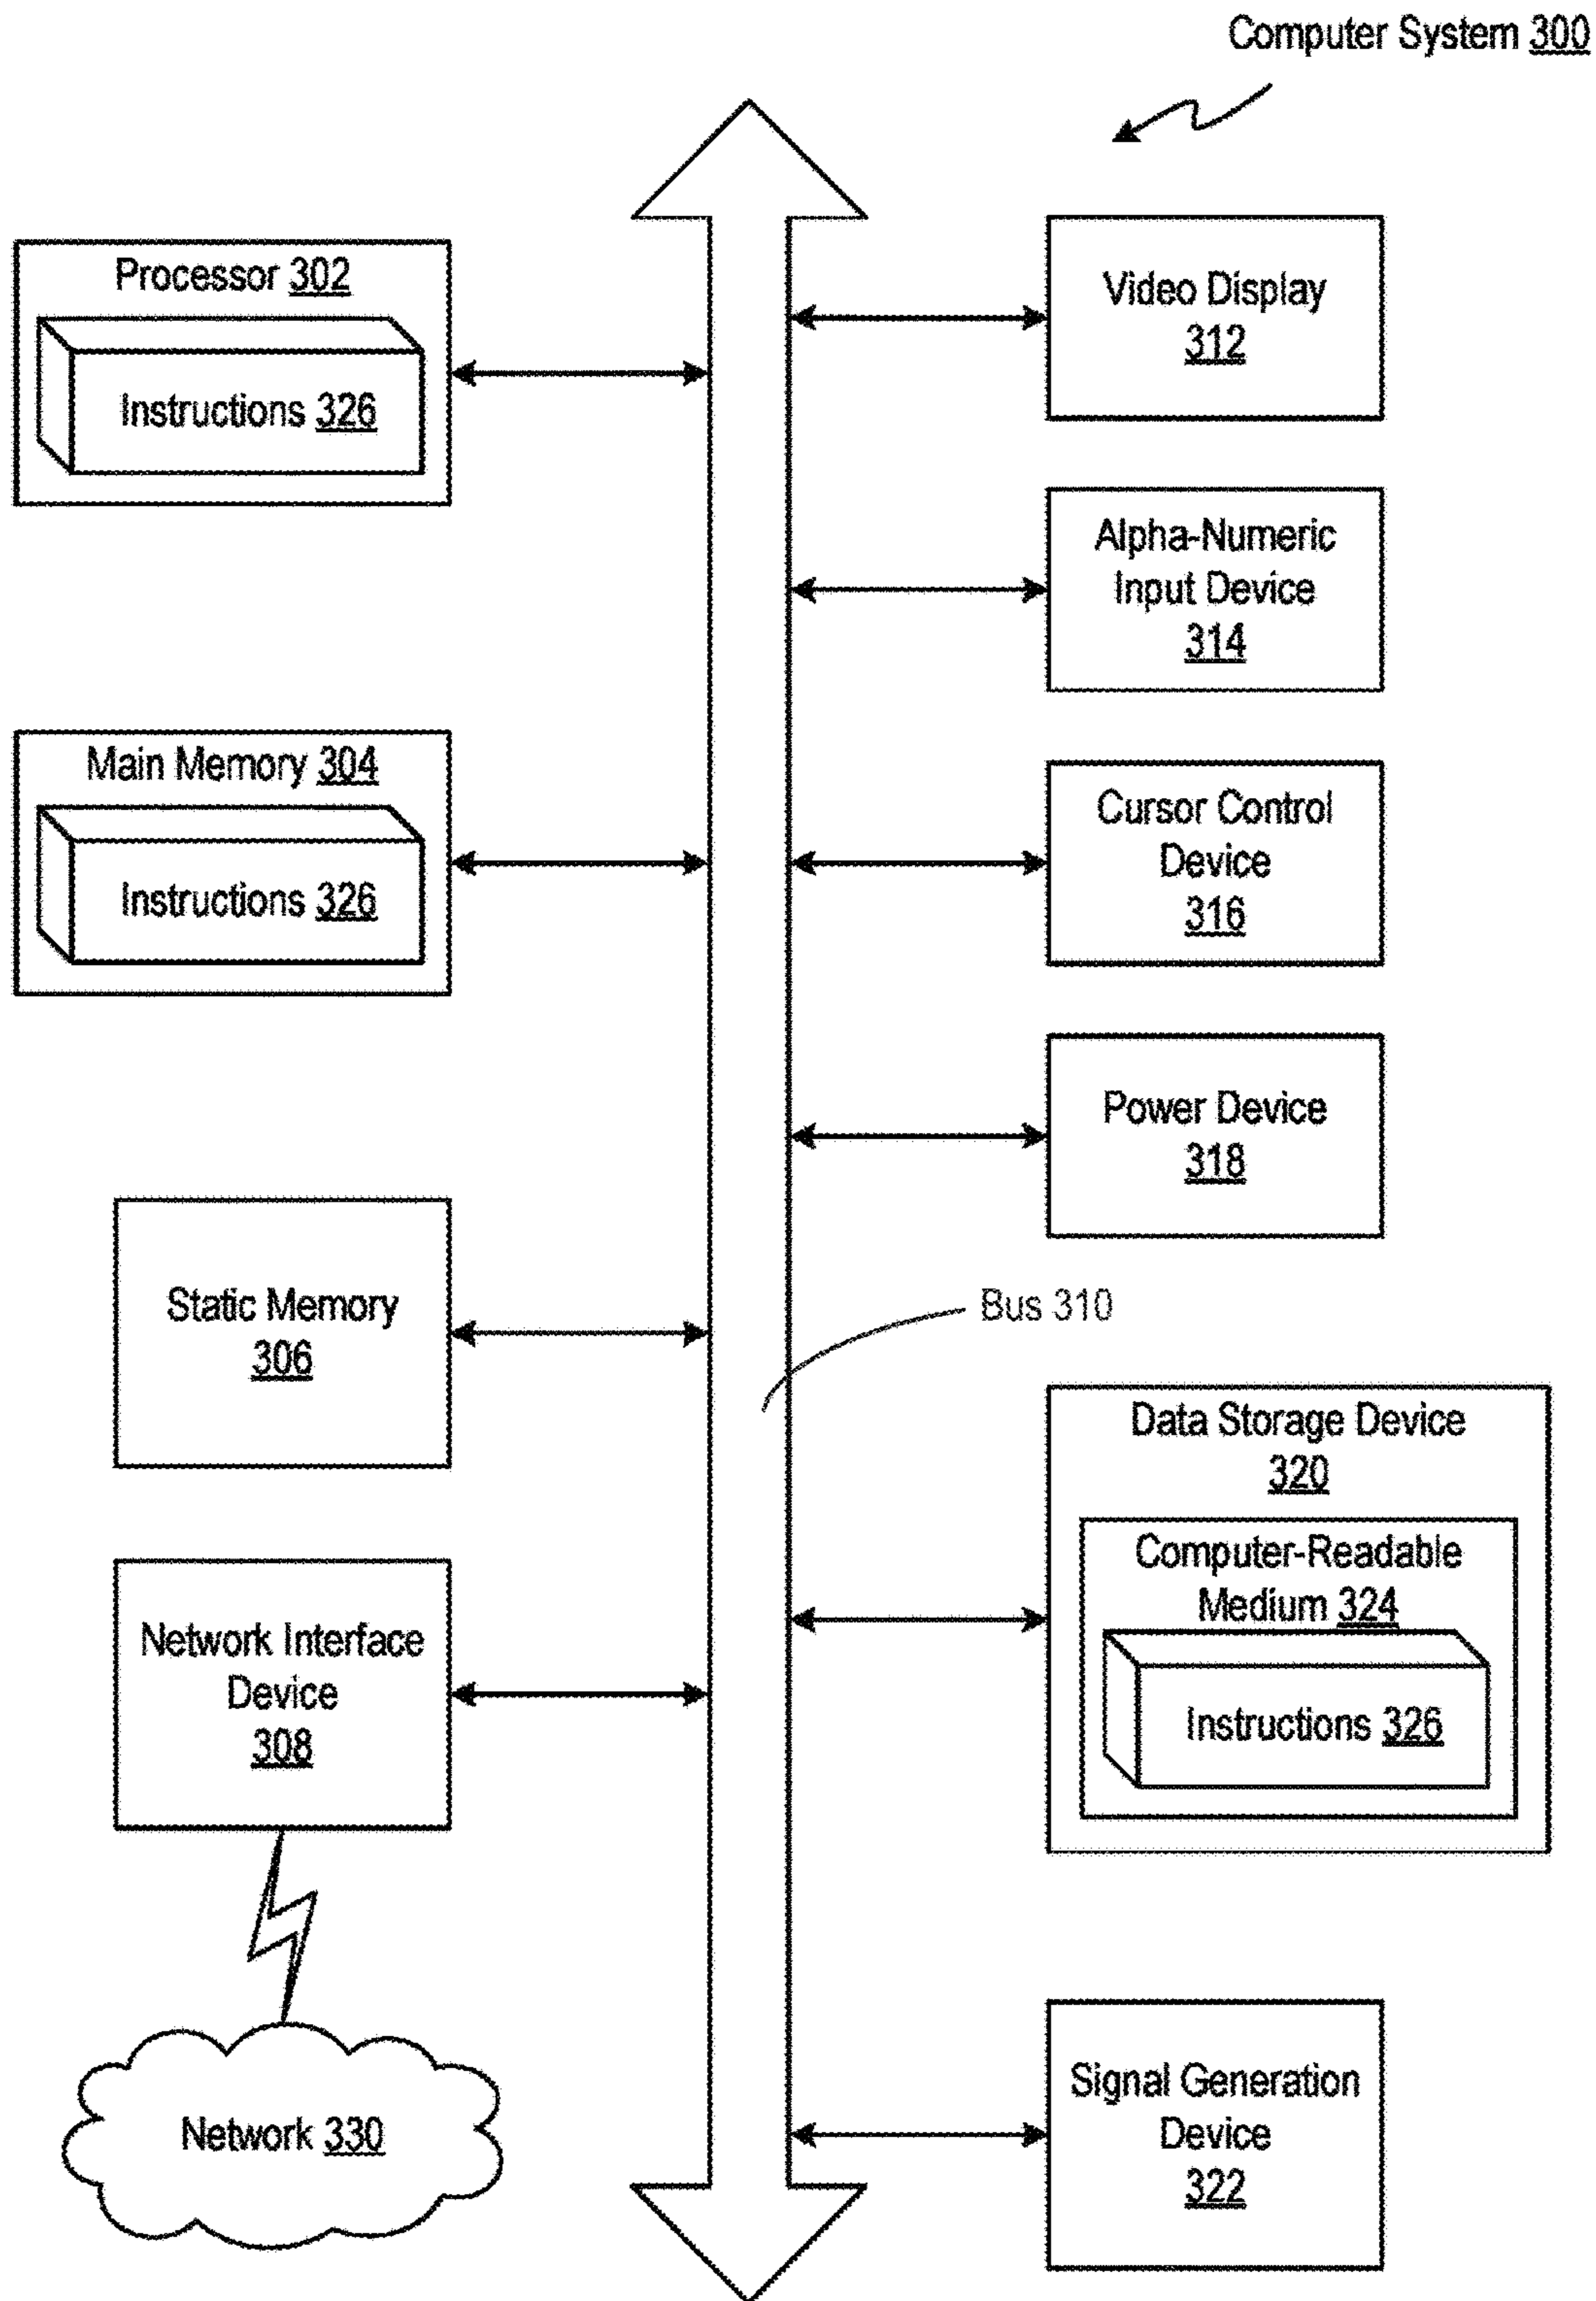 Computer System 300
Processor 302
Instructions 326
Main Memory 304
Instructions 326
Static Memory
306
Network Interface
Device
308
Network 330
Video Display
312
Alpha-Numeric
Input Device
314
Cursor Control
Device
316
Power Device
318
Bus 310
Data Storage Device
320
Computer-Readable
Medium 324
Instructions 326
Signal Generation
Device
322